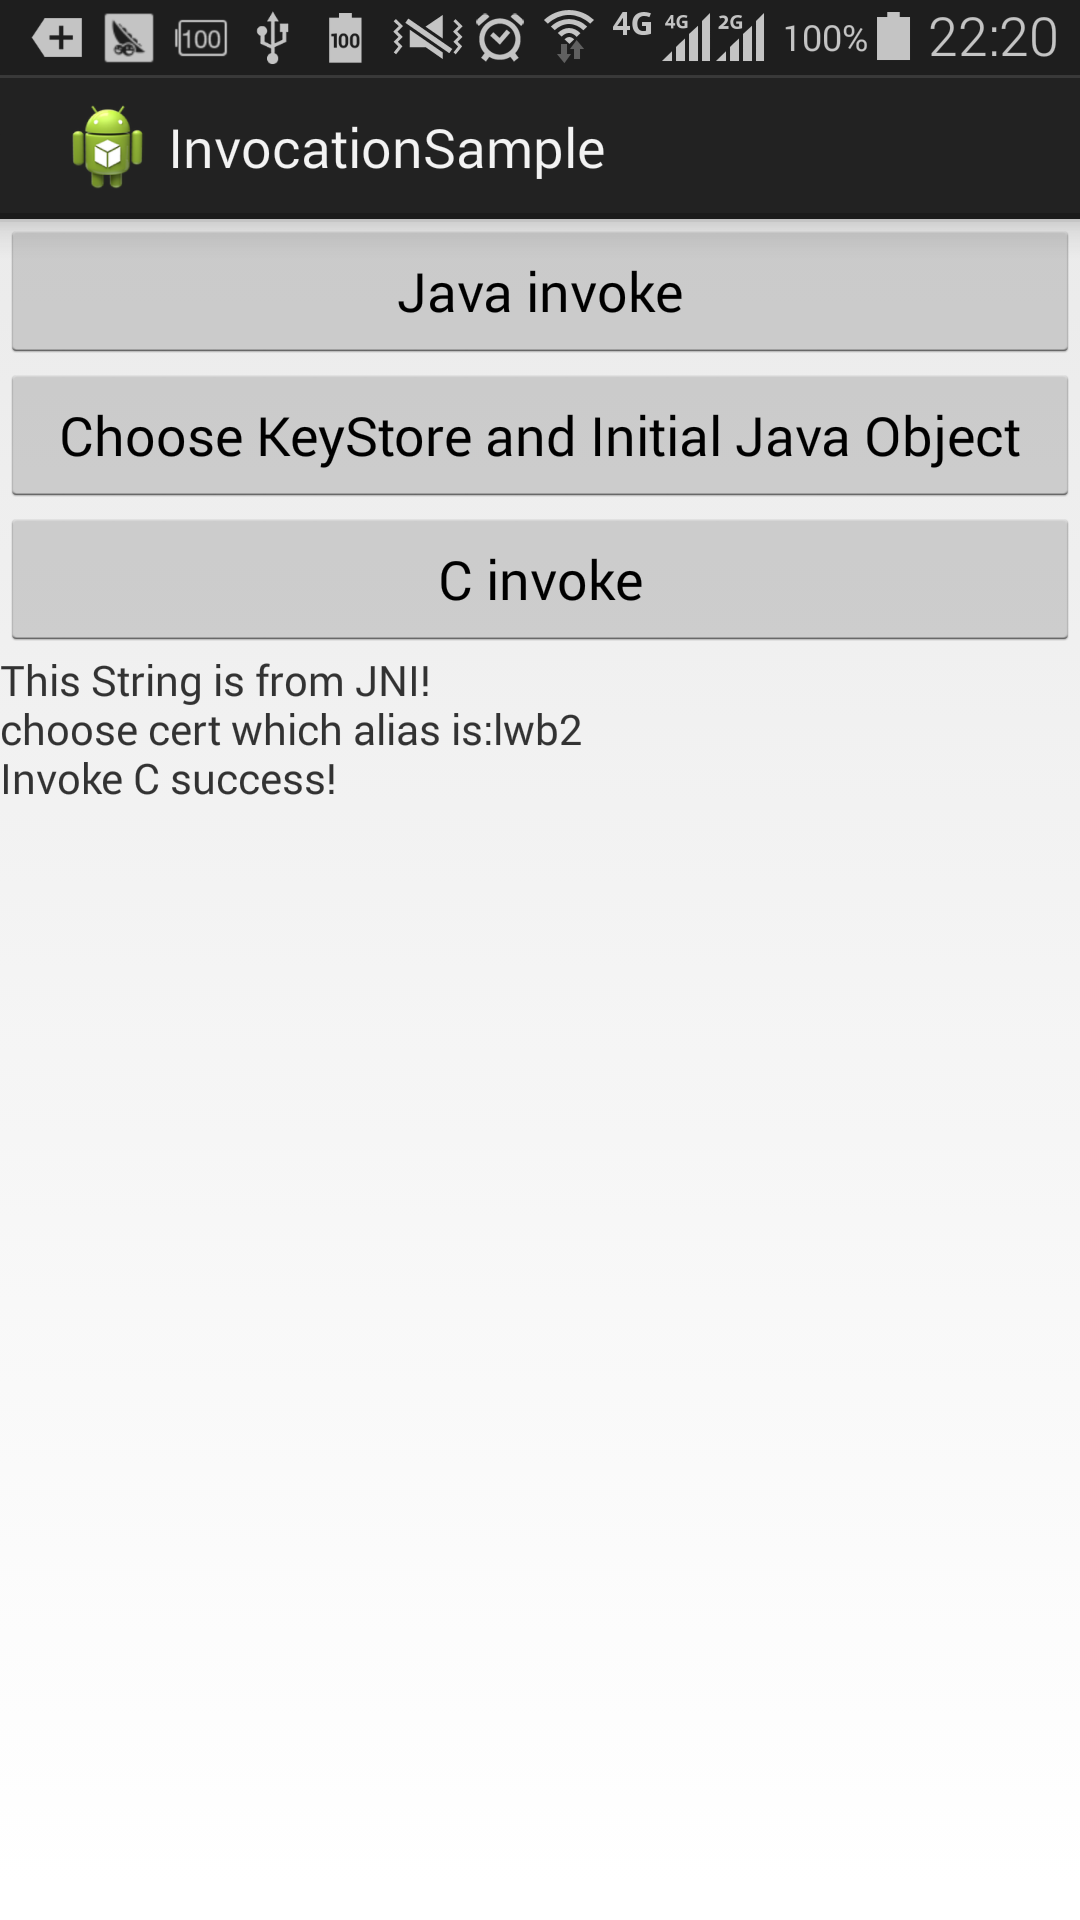 100 100 4G 4G 2G 100% 22:20
InvocationSample
Java invoke
Choose KeyStore and Initial Java Object
C invoke
This String is from JNI!
choose cert which alias is:lwb2
Invoke C success!